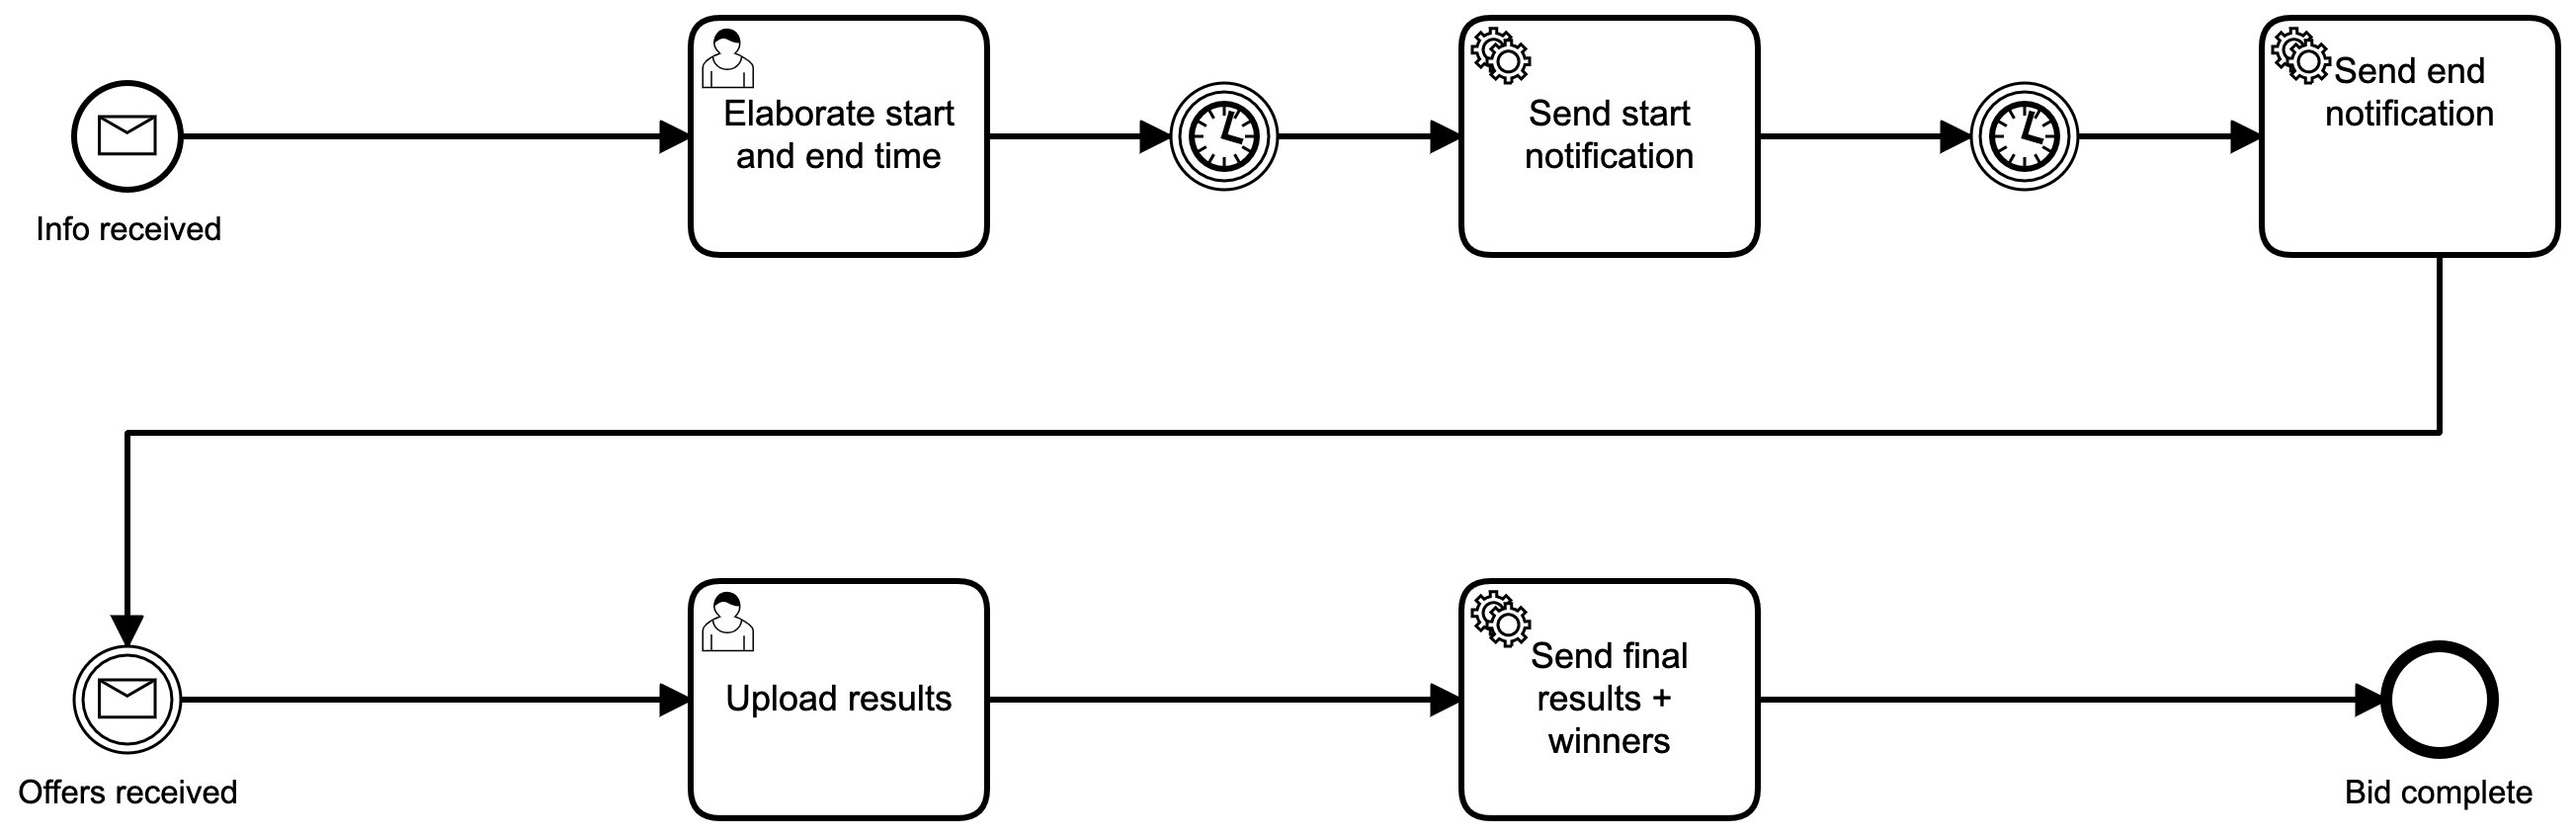 Info received
Elaborate start
and end time
Send start
notification
Send end
notification
Offers received
Upload results
Send final
results +
winners
Bid complete